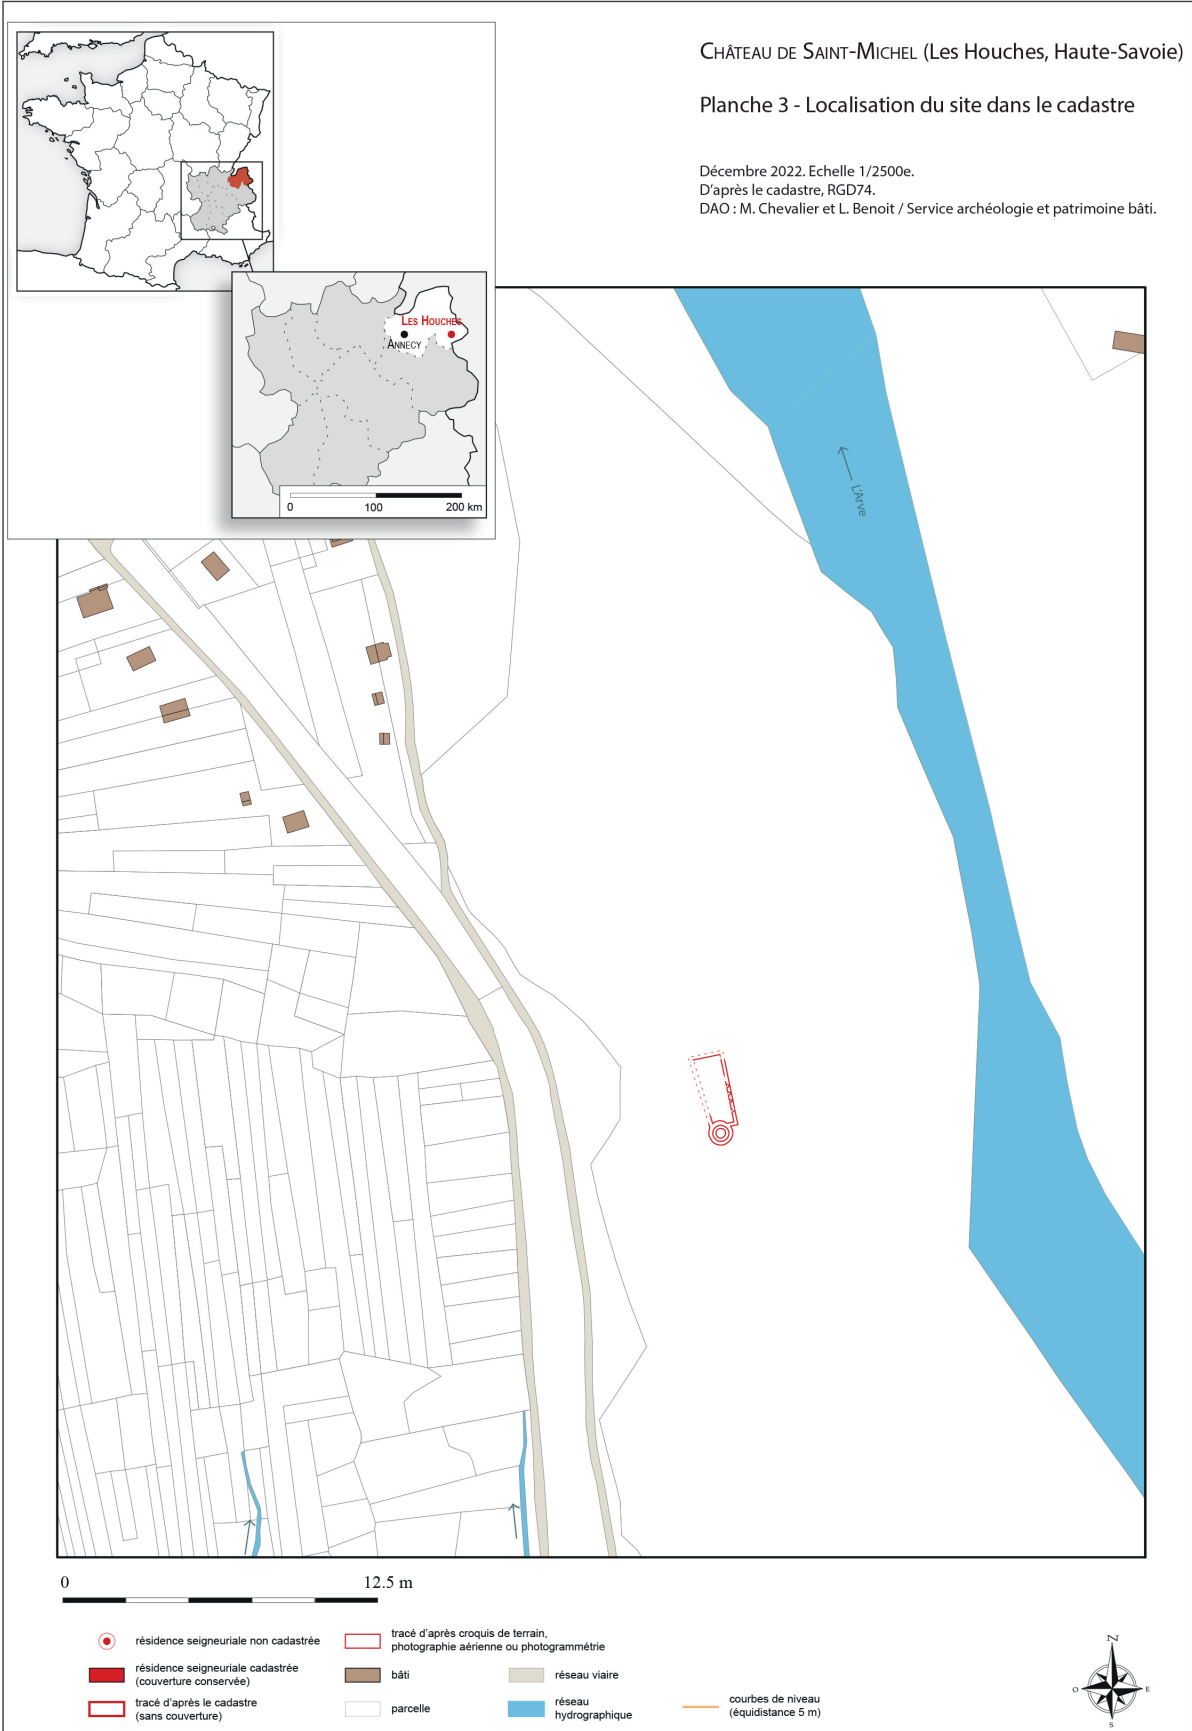 CHÂTEAU DE SAINT-MICHEL (Les Houches, Haute-Savoie)
Planche 3 - Localisation du site dans le cadastre
Décembre 2022. Echelle 1/2500e.
D'après le cadastre, RGD74.
DAO : M. Chevalier et L. Benoit / Service archéologie et patrimoine bâti.
LES HOUCHES
ANNECY
0 100 200 km
L'Arve
0 12.5 m
résidence seigneuriale non cadastrée
résidence seigneuriale cadastrée
(couverture conservée)
tracé d'après le cadastre
(sans couverture)
tracé d'après croquis de terrain,
photographie aérienne ou photogrammétrie
bâti
parcelle
réseau viaire
réseau
hydrographique
courbes de niveau
(équidistance 5 m)
N
O E
S